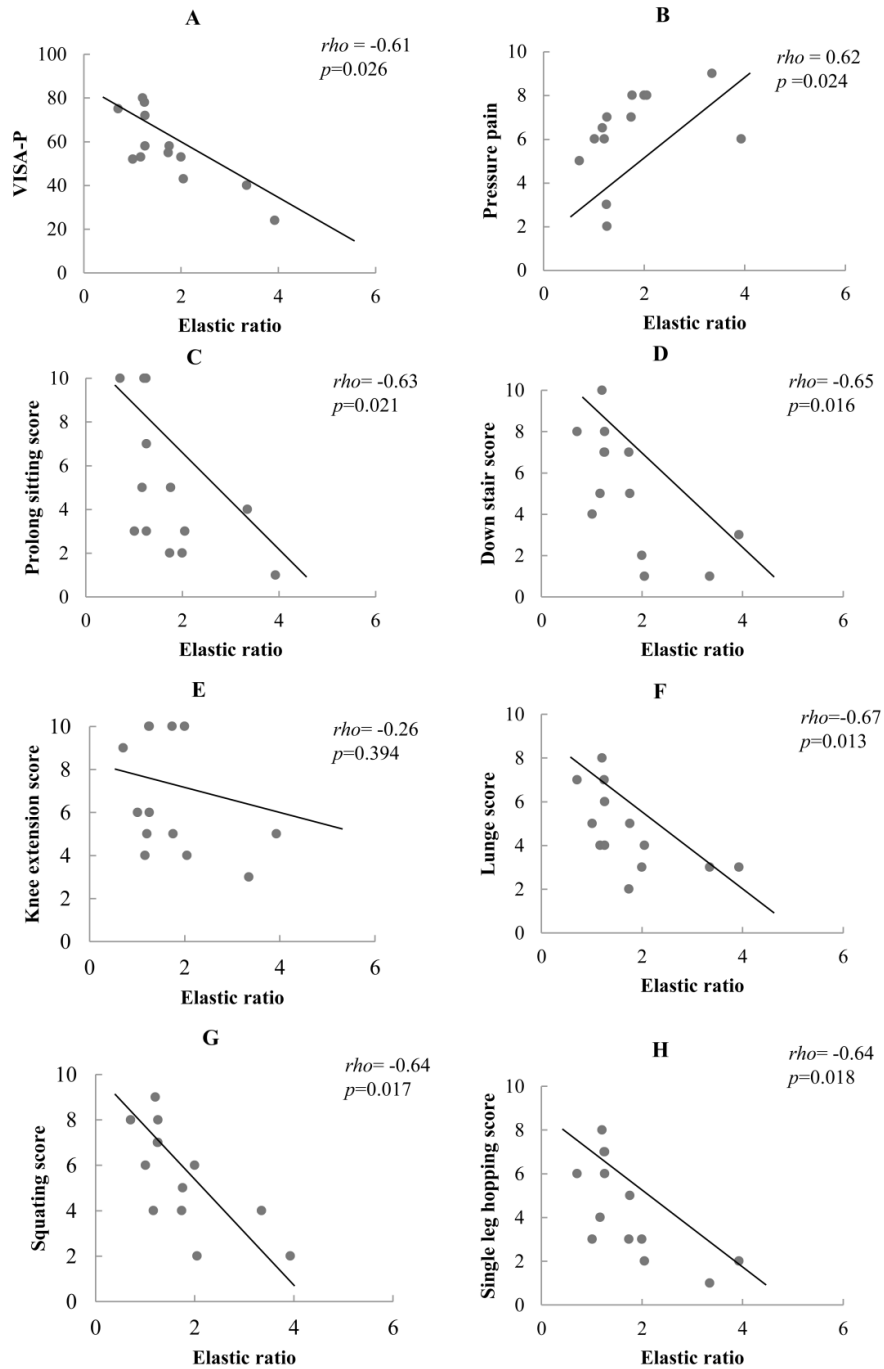 A
rho = -0.61
p=0.026
VISA-P
100
80
60
40
20
0
0 2 4 6
Elastic ratio
B
rho = 0.62
p =0.024
Pressure pain
10
8
6
4
2
0
0 2 4 6
Elastic ratio
C
rho= -0.63
p=0.021
Prolong sitting score
10
8
6
4
2
0
0 2 4 6
Elastic ratio
D
rho= -0.65
p=0.016
Down stair score
10
8
6
4
2
0
0 2 4 6
Elastic ratio
E
rho= -0.26
p=0.394
Knee extension score
10
8
6
4
2
0
0 2 4 6
Elastic ratio
F
rho=-0.67
p=0.013
Lunge score
10
8
6
4
2
0
0 2 4 6
Elastic ratio
G
rho= -0.64
p=0.017
Squating score
10
8
6
4
2
0
0 2 4 6
Elastic ratio
H
rho= -0.64
p=0.018
Single leg hopping score
10
8
6
4
2
0
0 2 4 6
Elastic ratio